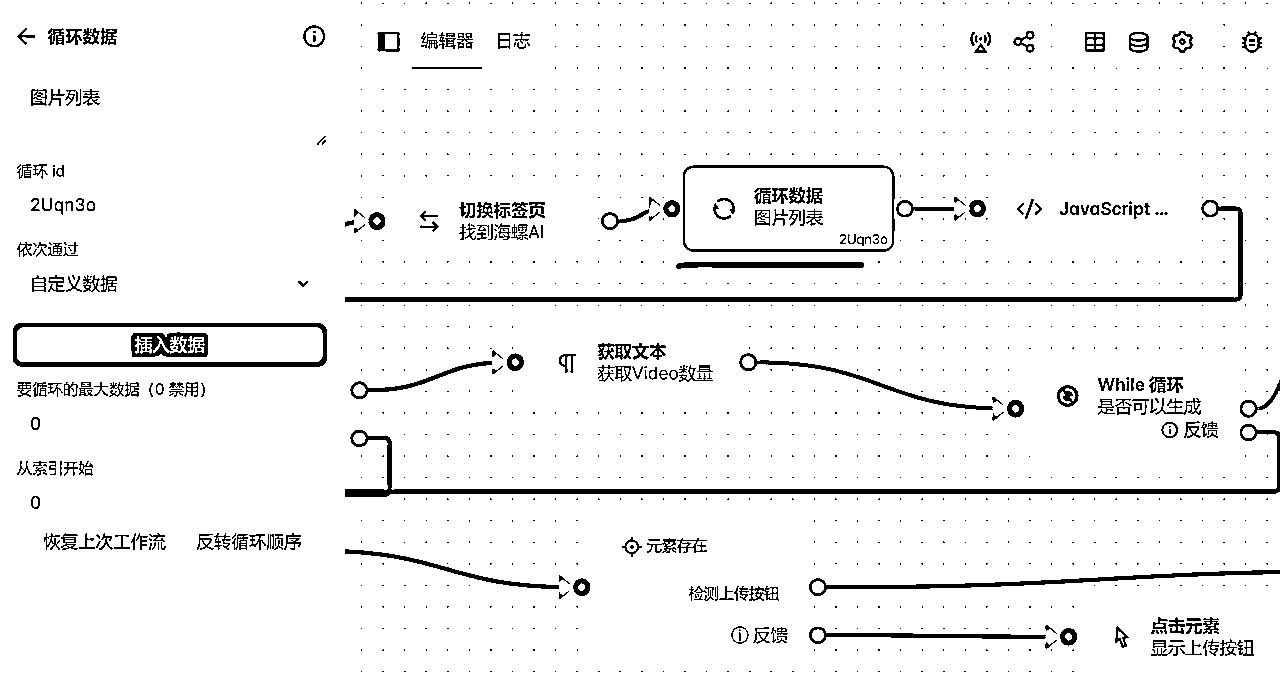 循环数据
图片列表
循环 id
2Uqn3o
依次通过
自定义数据
插入数据
要循环的最大数据（0 禁用）
0
从索引开始
0
恢复上次工作流 反转循环顺序
编辑器 日志
切换标签页
找到海螺AI
循环数据
图片列表
2Uqn3o
JavaScript ...
获取文本
获取Video数量
While 循环
是否可以生成
反馈
元素存在
检测上传按钮
反馈
点击元素
显示上传按钮